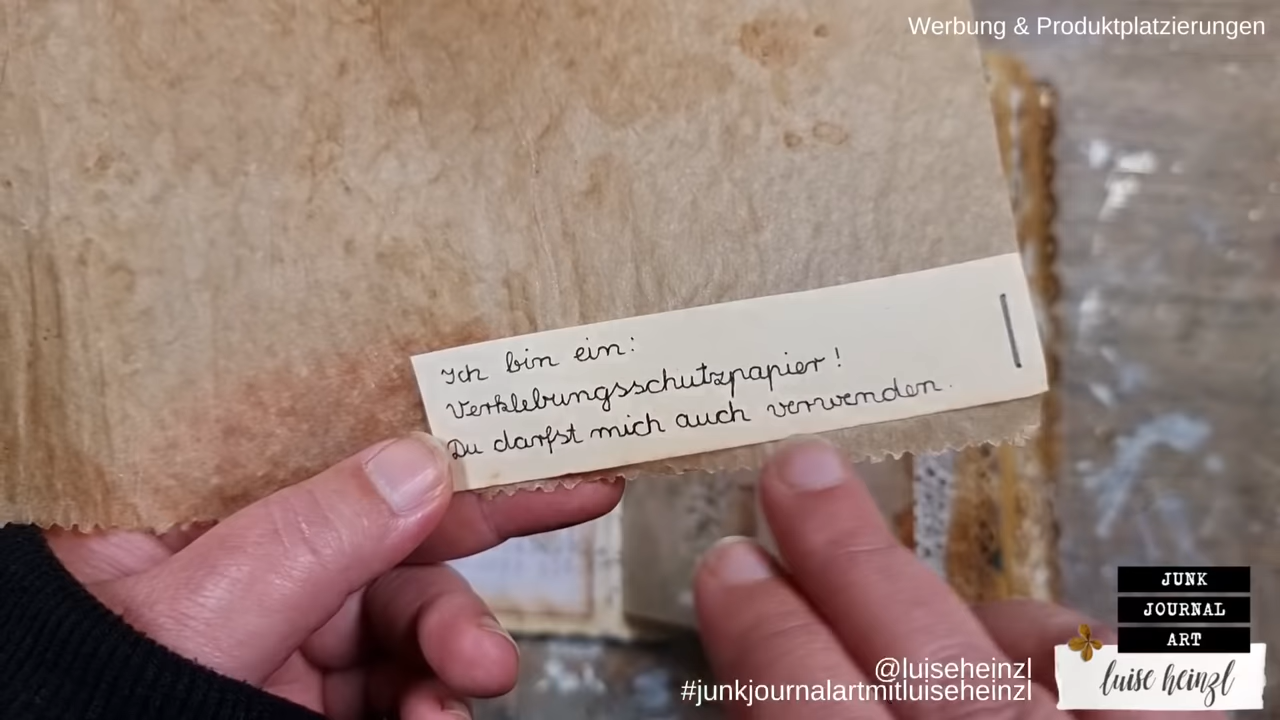 Werbung & Produktplatzierungen
Ich bin ein:
Verklebungsschutzpapier!
Du darfst mich auch verwenden.
JUNK
JOURNAL
ART
luise heinzl
@luiseheinzl
#junkjournalartmitluiseheinzl